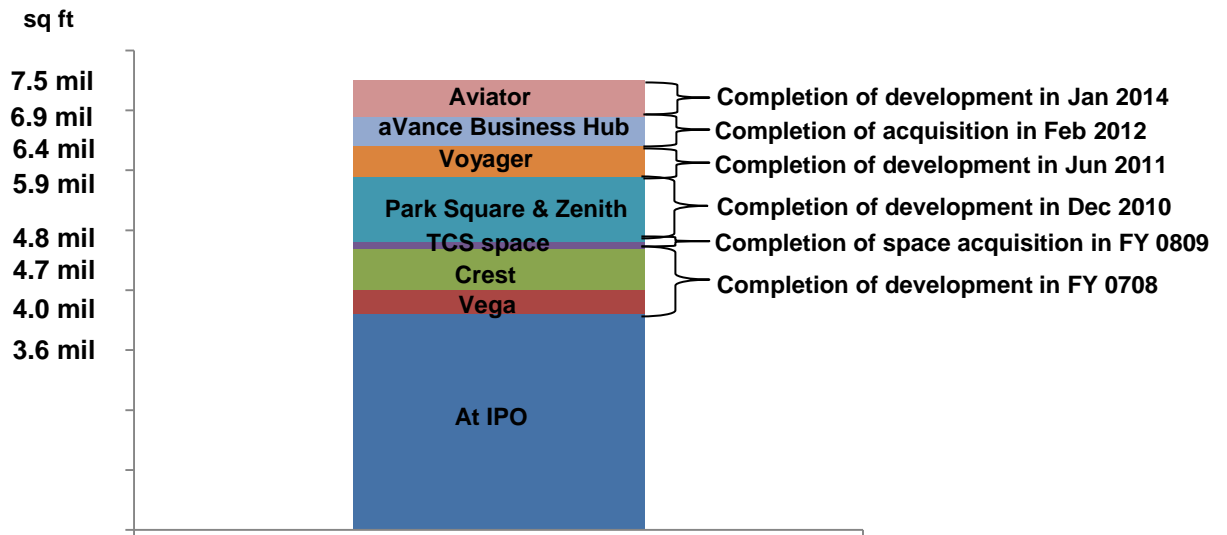 sq ft
7.5 mil
6.9 mil
6.4 mil
5.9 mil
4.8 mil
4.7 mil
4.0 mil
3.6 mil
Aviator
aVance Business Hub
Voyager
Park Square & Zenith
TCS space
Crest
Vega
At IPO
Completion of development in Jan 2014
Completion of acquisition in Feb 2012
Completion of development in Jun 2011
Completion of development in Dec 2010
Completion of space acquisition in FY 0809
Completion of development in FY 0708